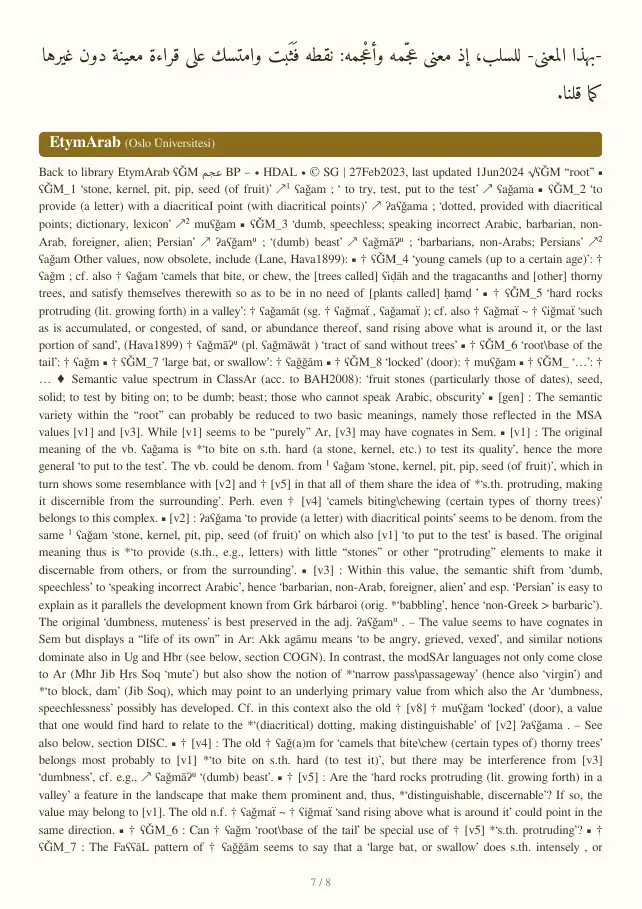 -بهذا المعنى- للسلب، إذ معنى عجّمه وأعْجمه: نقطه فَثَبت وامتسك على قراءة معينة دون غيرها
كما قلنا.
EtymArab (Oslo Üniversitesi)
Back to library EtymArab ʕǦM عجم BP – • HDAL • © SG | 27Feb2023, last updated 1Jun2024 √ʕǦM “root” ▪
ʕǦM_1 ‘stone, kernel, pit, pip, seed (of fruit)’ ↗¹ ʕaǧam ; ‘ to try, test, put to the test’ ↗ ʕaǧama ▪ ʕǦM_2 ‘to
provide (a letter) with a diacritical point (with diacritical points)’ ↗ ʔaʕǧama ; ‘dotted, provided with diacritical
points; dictionary, lexicon’ ↗² muʕǧam ▪ ʕǦM_3 ‘dumb, speechless; speaking incorrect Arabic, barbarian, non-
Arab, foreigner, alien; Persian’ ↗ ʔaʕǧamᵘ ; ‘(dumb) beast’ ↗ ʕaǧmāʔᵘ ; ‘barbarians, non-Arabs; Persians’ ↗²
ʕaǧam Other values, now obsolete, include (Lane, Hava1899): ▪ † ʕǦM_4 ‘young camels (up to a certain age)’: †
ʕaǧm ; cf. also † ʕaǧam ‘camels that bite, or chew, the [trees called] ʕiḍāh and the tragacanths and [other] thorny
trees, and satisfy themselves therewith so as to be in no need of [plants called] ḥamḍ ’ ▪ † ʕǦM_5 ‘hard rocks
protruding (lit. growing forth) in a valley’: † ʕaǧamāt (sg. † ʕaǧmaẗ , ʕaǧamaẗ ); cf. also † ʕaǧmaẗ ~ † ʕiǧmaẗ ‘such
as is accumulated, or congested, of sand, or abundance thereof, sand rising above what is around it, or the last
portion of sand’, (Hava1899) † ʕaǧmāʔᵘ (pl. ʕaǧmāwāt ) ‘tract of sand without trees’ ▪ † ʕǦM_6 ‘root\base of the
tail’: † ʕaǧm ▪ † ʕǦM_7 ‘large bat, or swallow’: † ʕaǧǧām ▪ † ʕǦM_8 ‘locked’ (door): † muʕǧam ▪ † ʕǦM_ ‘…’: †
… ♦ Semantic value spectrum in ClassAr (acc. to BAH2008): ‘fruit stones (particularly those of dates), seed,
solid; to test by biting on; to be dumb; beast; those who cannot speak Arabic, obscurity’ ▪ [gen] : The semantic
variety within the “root” can probably be reduced to two basic meanings, namely those reflected in the MSA
values [v1] and [v3]. While [v1] seems to be “purely” Ar, [v3] may have cognates in Sem. ▪ [v1] : The original
meaning of the vb. ʕaǧama is *‘to bite on s.th. hard (a stone, kernel, etc.) to test its quality’, hence the more
general ‘to put to the test’. The vb. could be denom. from ¹ ʕaǧam ‘stone, kernel, pit, pip, seed (of fruit)’, which in
turn shows some resemblance with [v2] and † [v5] in that all of them share the idea of *‘s.th. protruding, making
it discernible from the surrounding’. Perh. even † [v4] ‘camels biting\chewing (certain types of thorny trees)’
belongs to this complex. ▪ [v2] : ʔaʕǧama ‘to provide (a letter) with diacritical points’ seems to be denom. from the
same ¹ ʕaǧam ‘stone, kernel, pit, pip, seed (of fruit)’ on which also [v1] ‘to put to the test’ is based. The original
meaning thus is *‘to provide (s.th., e.g., letters) with little “stones” or other “protruding” elements to make it
discernable from others, or from the surrounding’. ▪ [v3] : Within this value, the semantic shift from ‘dumb,
speechless’ to ‘speaking incorrect Arabic’, hence ‘barbarian, non-Arab, foreigner, alien’ and esp. ‘Persian’ is easy to
explain as it parallels the development known from Grk bárbaroi (orig. *‘babbling’, hence ‘non-Greek > barbaric’).
The original ‘dumbness, muteness’ is best preserved in the adj. ʔaʕǧamᵘ . – The value seems to have cognates in
Sem but displays a “life of its own” in Ar: Akk agāmu means ‘to be angry, grieved, vexed’, and similar notions
dominate also in Ug and Hbr (see below, section COGN). In contrast, the modSAr languages not only come close
to Ar (Mhr Jib Ḥrs Soq ‘mute’) but also show the notion of *‘narrow pass\passageway’ (hence also ‘virgin’) and
*‘to block, dam’ (Jib Soq), which may point to an underlying primary value from which also the Ar ‘dumbness,
speechlessness’ possibly has developed. Cf. in this context also the old † [v8] † muʕǧam ‘locked’ (door), a value
that one would find hard to relate to the *‘(diacritical) dotting, making distinguishable’ of [v2] ʔaʕǧama . – See
also below, section DISC. ▪ † [v4] : The old † ʕaǧ(a)m for ‘camels that bite\chew (certain types of) thorny trees’
belongs most probably to [v1] *‘to bite on s.th. hard (to test it)’, but there may be interference from [v3]
‘dumbness’, cf. e.g., ↗ ʕaǧmāʔᵘ ‘(dumb) beast’. ▪ † [v5] : Are the ‘hard rocks protruding (lit. growing forth) in a
valley’ a feature in the landscape that make them prominent and, thus, *‘distinguishable, discernable’? If so, the
value may belong to [v1]. The old n.f. † ʕaǧmaẗ ~ † ʕiǧmaẗ ‘sand rising above what is around it’ could point in the
same direction. ▪ † ʕǦM_6 : Can † ʕaǧm ‘root\base of the tail’ be special use of † [v5] *‘s.th. protruding’? ▪ †
ʕǦM_7 : The FaʕʕāL pattern of † ʕaǧǧām seems to say that a ‘large bat, or swallow’ does s.th. intensely , or
7 / 8